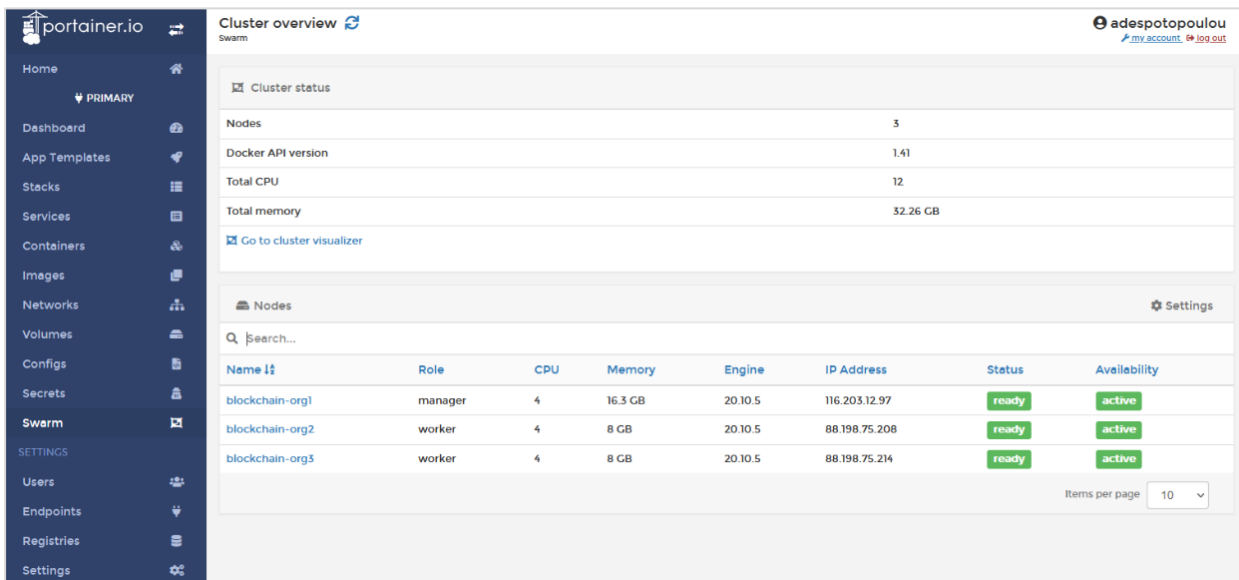 portainer.io
Home
PRIMARY
Dashboard
App Templates
Stacks
Services
Containers
Images
Networks
Volumes
Configs
Secrets
Swarm
SETTINGS
Users
Endpoints
Registries
Settings
Cluster overview
Swarm
adespotopoulou
my account log out
Cluster status
Nodes 3
Docker API version 1.41
Total CPU 12
Total memory 32.26 GB
Go to cluster visualizer
Nodes Settings
Search...
Name Role CPU Memory Engine IP Address Status Availability
blockchain-org1 manager 4 16.3 GB 20.10.5 116.203.12.97 ready active
blockchain-org2 worker 4 8 GB 20.10.5 88.198.75.208 ready active
blockchain-org3 worker 4 8 GB 20.10.5 88.198.75.214 ready active
Items per page 10